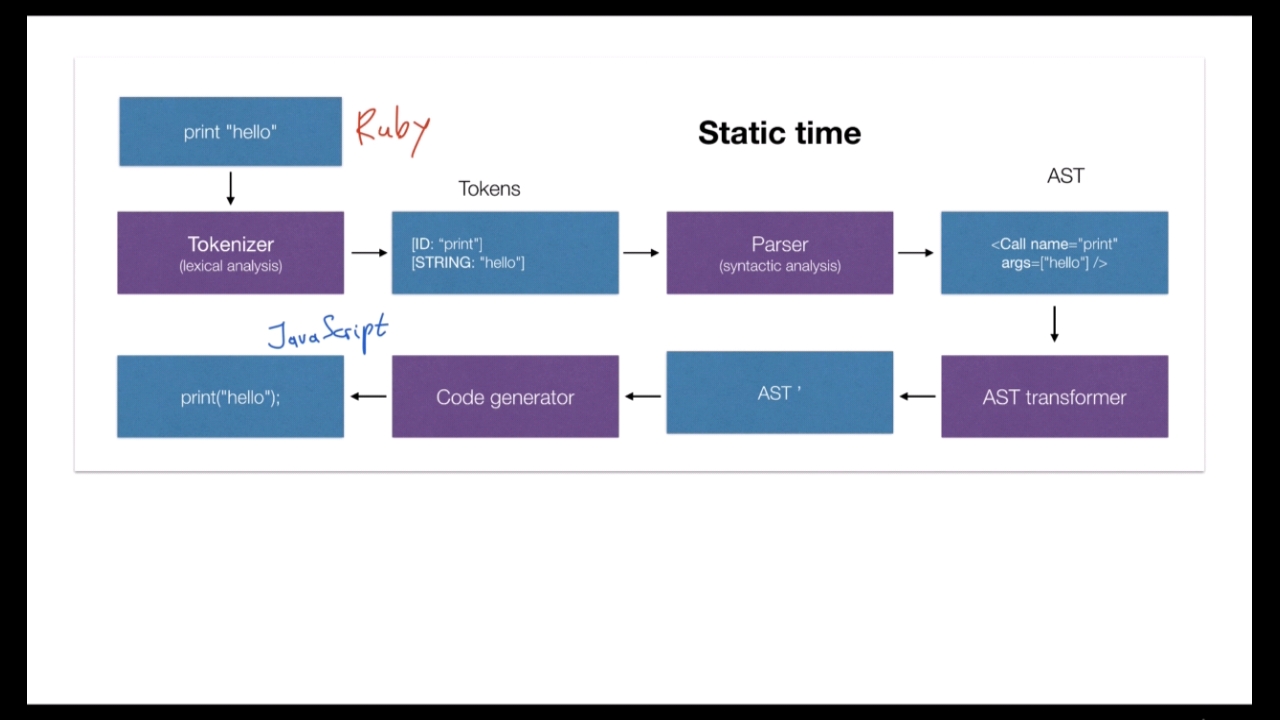 print "hello"
Ruby
Static time
Tokens
AST
Tokenizer
(lexical analysis)
[ID: "print"]
[STRING: "hello"]
Parser
(syntactic analysis)
<Call name="print"
args=["hello"] />
JavaScript
print("hello");
Code generator
AST '
AST transformer